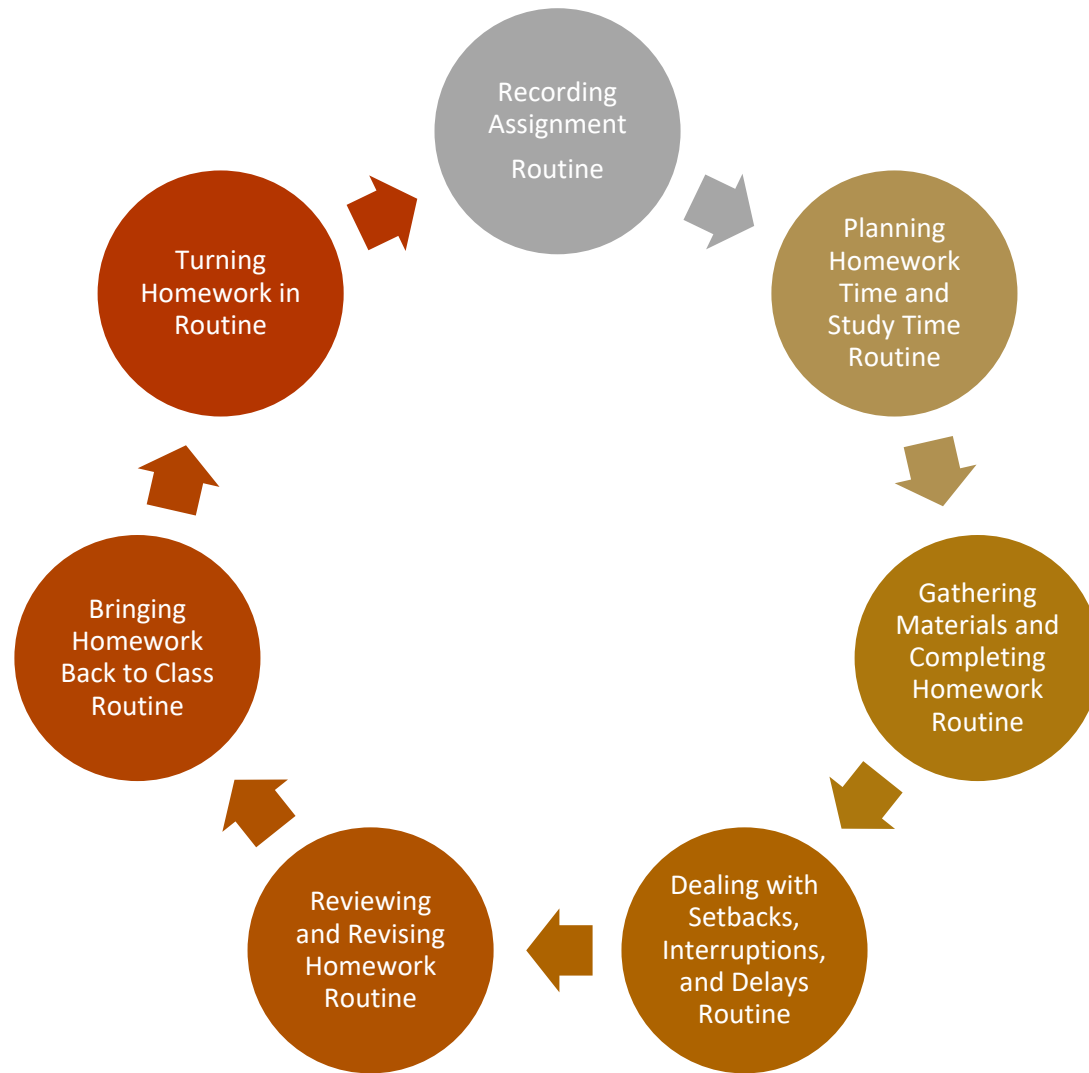 Recording
Assignment
Routine
Planning
Homework
Time and
Study Time
Routine
Gathering
Materials and
Completing
Homework
Routine
Dealing with
Setbacks,
Interruptions,
and Delays
Routine
Reviewing
and Revising
Homework
Routine
Bringing
Homework
Back to Class
Routine
Turning
Homework in
Routine